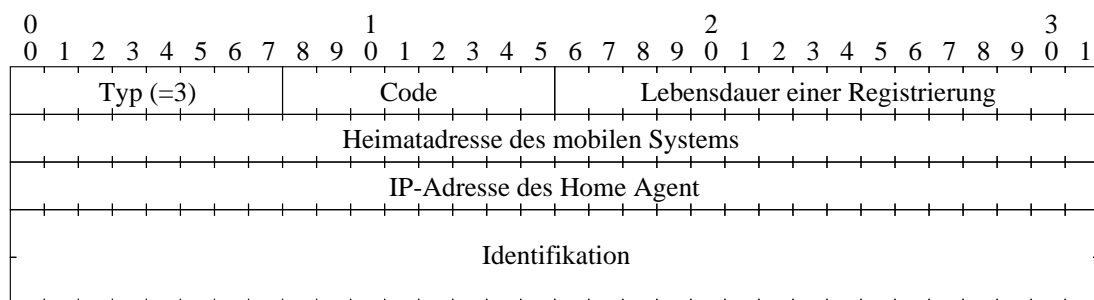 0 1 2 3
0 1 2 3 4 5 6 7 8 9 0 1 2 3 4 5 6 7 8 9 0 1 2 3 4 5 6 7 8 9 0 1
Typ (=3) Code Lebensdauer einer Registrierung
Heimatadresse des mobilen Systems
IP-Adresse des Home Agent
Identifikation